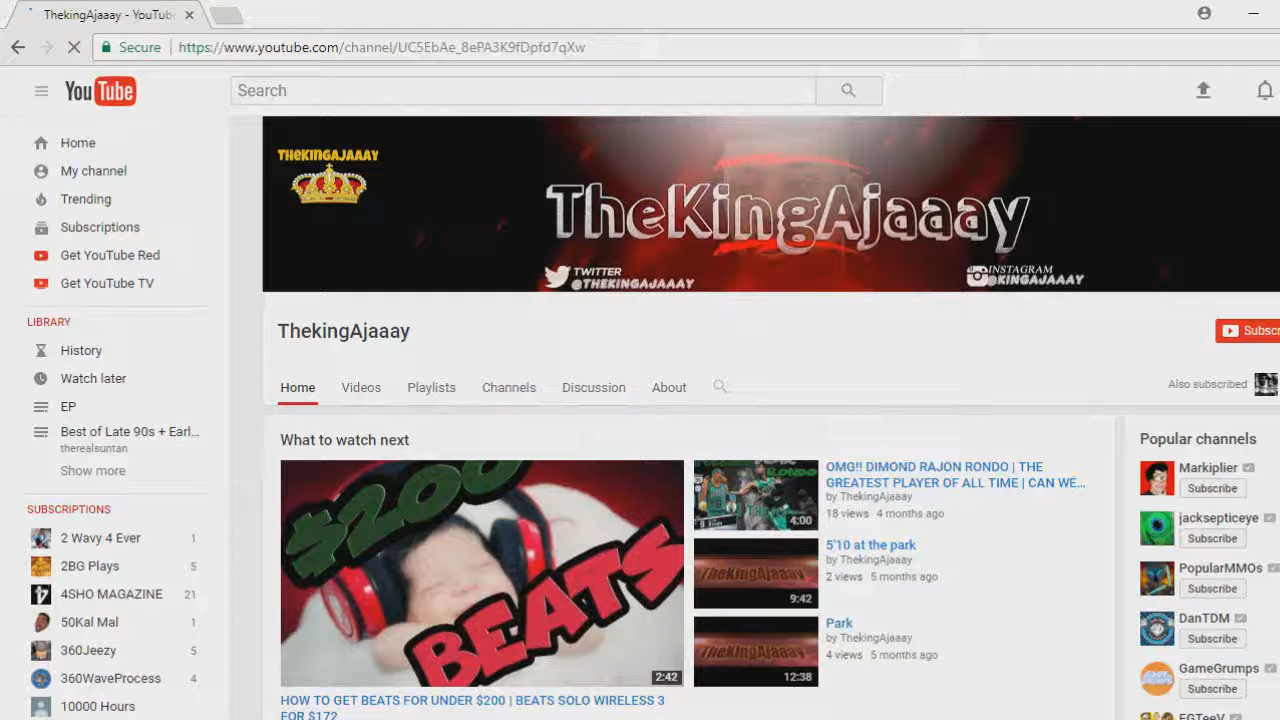 ThekingAjaaay - YouTube
Secure
https://www.youtube.com/channel/UC5EbAe_8ePA3K9fDpfd7qXw
YouTube
Search
Home
My channel
Trending
Subscriptions
Get YouTube Red
Get YouTube TV
LIBRARY
History
Watch later
EP
Best of Late 90s + Earl...
therealsuntan
Show more
SUBSCRIPTIONS
2 Wavy 4 Ever 1
2BG Plays 5
4SHO MAGAZINE 21
50Kal Mal 1
360Jeezy 5
360WaveProcess 4
10000 Hours
THEKINGAJAAAY
TheKingAjaaay
TWITTER
@THEKINGAJAAAY
INSTAGRAM
@KINGAJAAAY
ThekingAjaaay
Subscr
Home Videos Playlists Channels Discussion About
Also subscribed
What to watch next
$200
BEATS
2:42
HOW TO GET BEATS FOR UNDER $200 | BEATS SOLO WIRELESS 3
FOR $172
RONDO
4:00
OMG!! DIMOND RAJON RONDO | THE
GREATEST PLAYER OF ALL TIME | CAN WE...
by ThekingAjaaay
18 views 4 months ago
TheKingAjaaay
9:42
5'10 at the park
by ThekingAjaaay
2 views 5 months ago
TheKingAjaaay
12:38
Park
by ThekingAjaaay
4 views 5 months ago
Popular channels
Markiplier
Subscribe
jacksepticeye
Subscribe
PopularMMOs
Subscribe
DanTDM
Subscribe
GameGrumps
Subscribe
EGTeeV